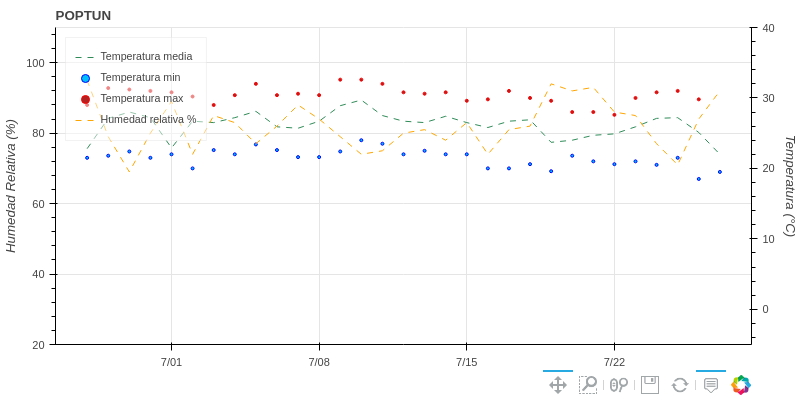 POPTUN
Temperatura media
Temperatura min
Temperatura max
Humedad relativa %
Humedad Relativa (%)
100
80
60
40
20
Temperatura (°C)
40
30
20
10
0
7/01
7/08
7/15
7/22